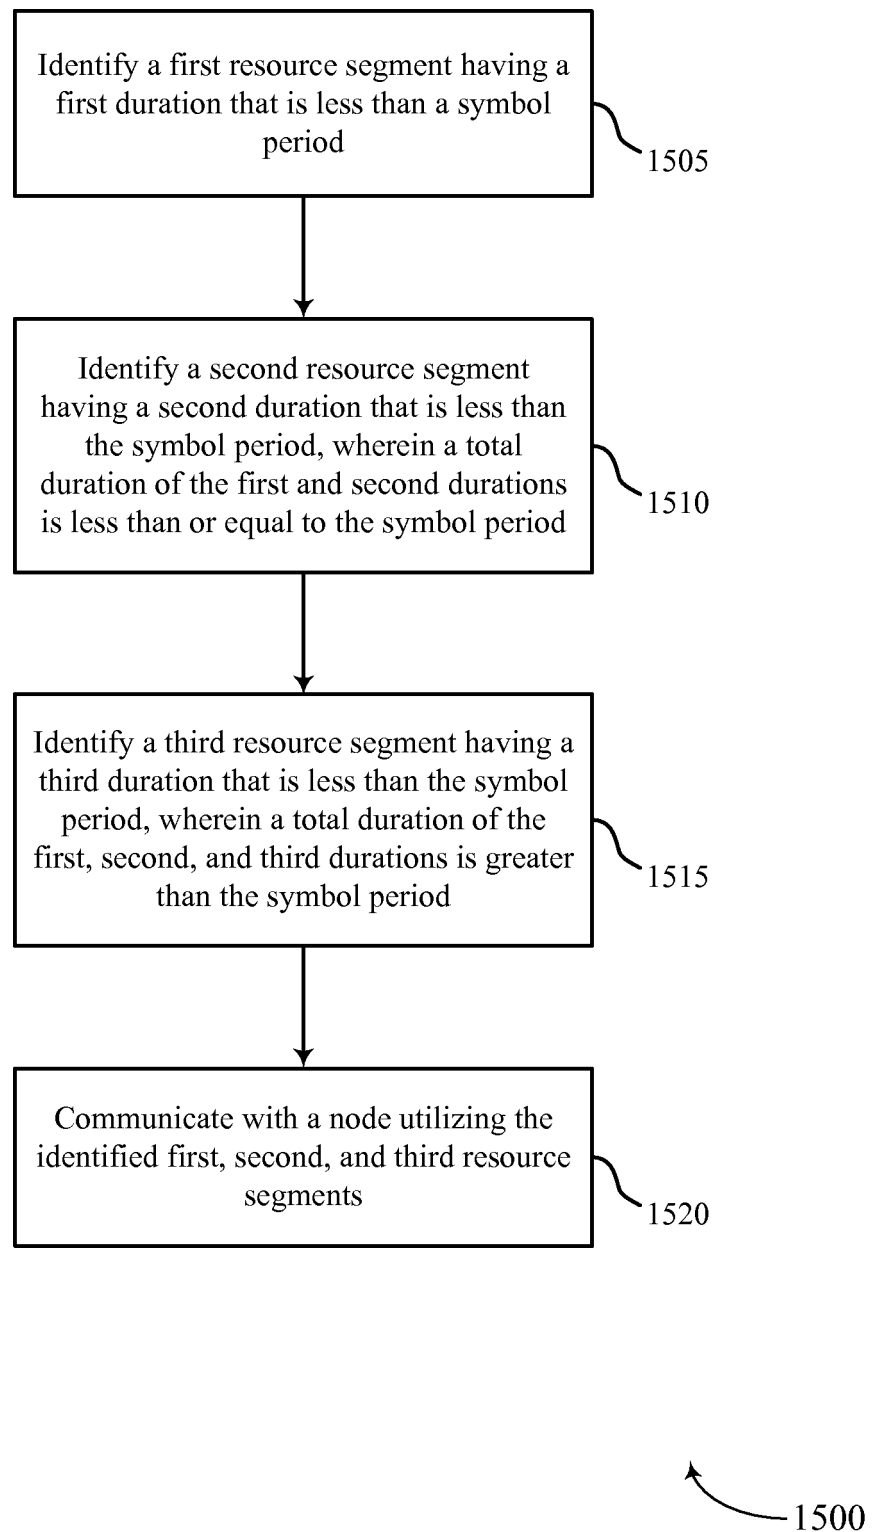 Identify a first resource segment having a
first duration that is less than a symbol
period
1505
Identify a second resource segment
having a second duration that is less than
the symbol period, wherein a total
duration of the first and second durations
is less than or equal to the symbol period
1510
Identify a third resource segment having a
third duration that is less than the symbol
period, wherein a total duration of the
first, second, and third durations is greater
than the symbol period
1515
Communicate with a node utilizing the
identified first, second, and third resource
segments
1520
1500